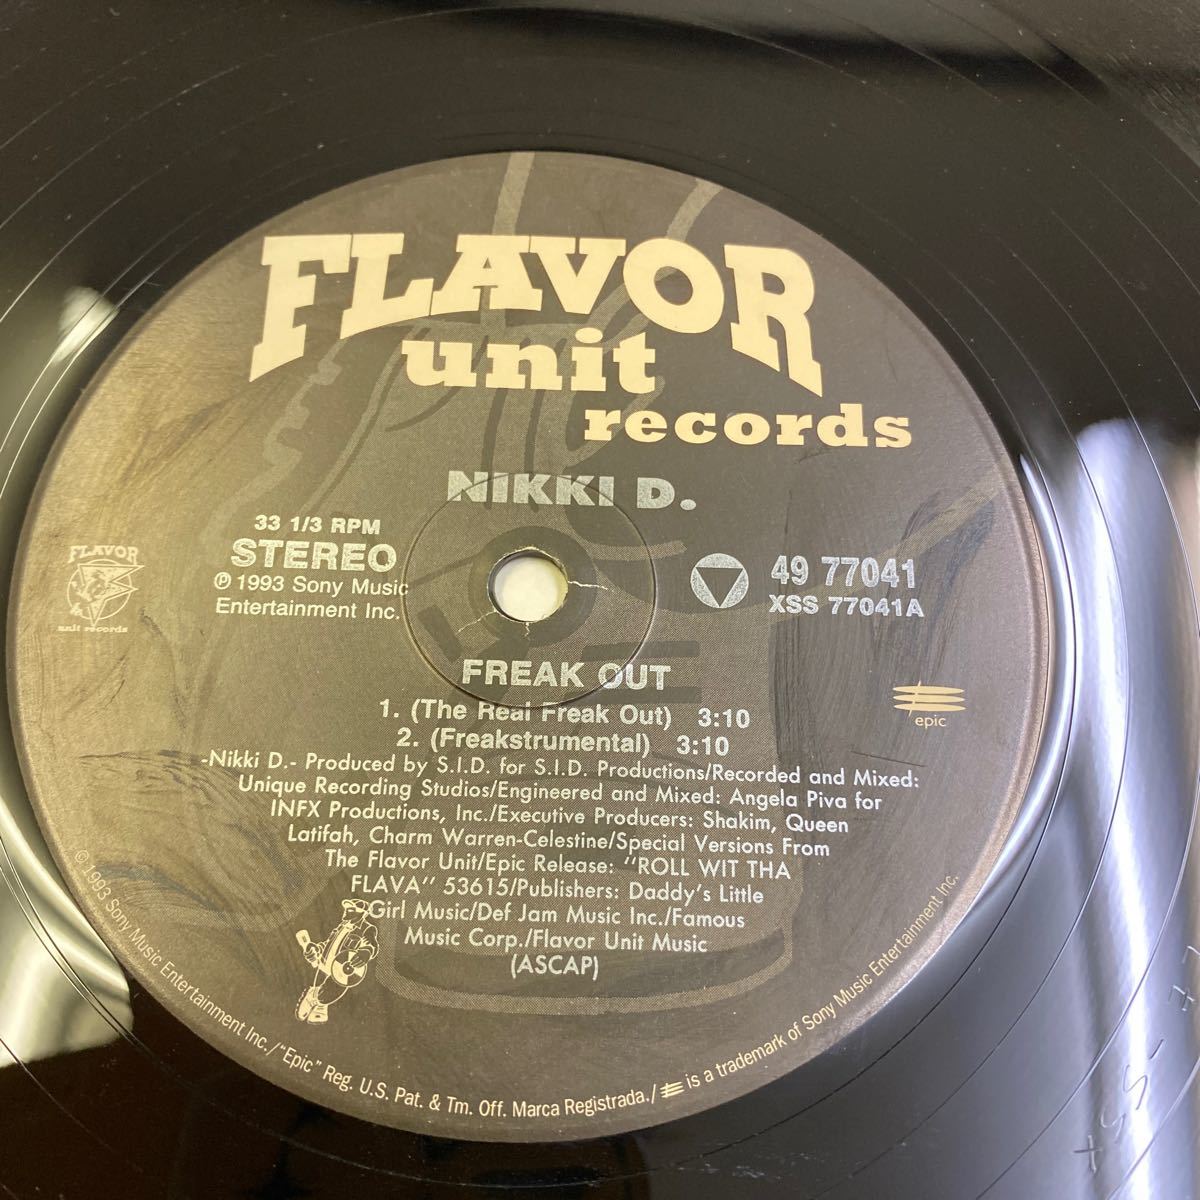 FLAVOR
unit
records
NIKKI D.
33 1/3 RPM
STEREO
℗ 1993 Sony Music
Entertainment Inc.
FLAVOR
unit records
49 77041
XSS 77041A
epic
FREAK OUT
1. (The Real Freak Out) 3:10
2. (Freakstrumental) 3:10
-Nikki D.- Produced by S.I.D. for S.I.D. Productions/Recorded and Mixed:
Unique Recording Studios/Engineered and Mixed: Angela Piva for
INFX Productions, Inc./Executive Producers: Shakim, Queen
Latifah, Charm Warren-Celestine/Special Versions From
The Flavor Unit/Epic Release: "ROLL WIT THA
FLAVA" 53615/Publishers: Daddy's Little
Girl Music/Def Jam Music Inc./Famous
Music Corp./Flavor Unit Music
(ASCAP)
© 1993 Sony Music Entertainment Inc./"Epic" Reg. U.S. Pat. & Tm. Off. Marca Registrada./ is a trademark of Sony Music Entertainment Inc.